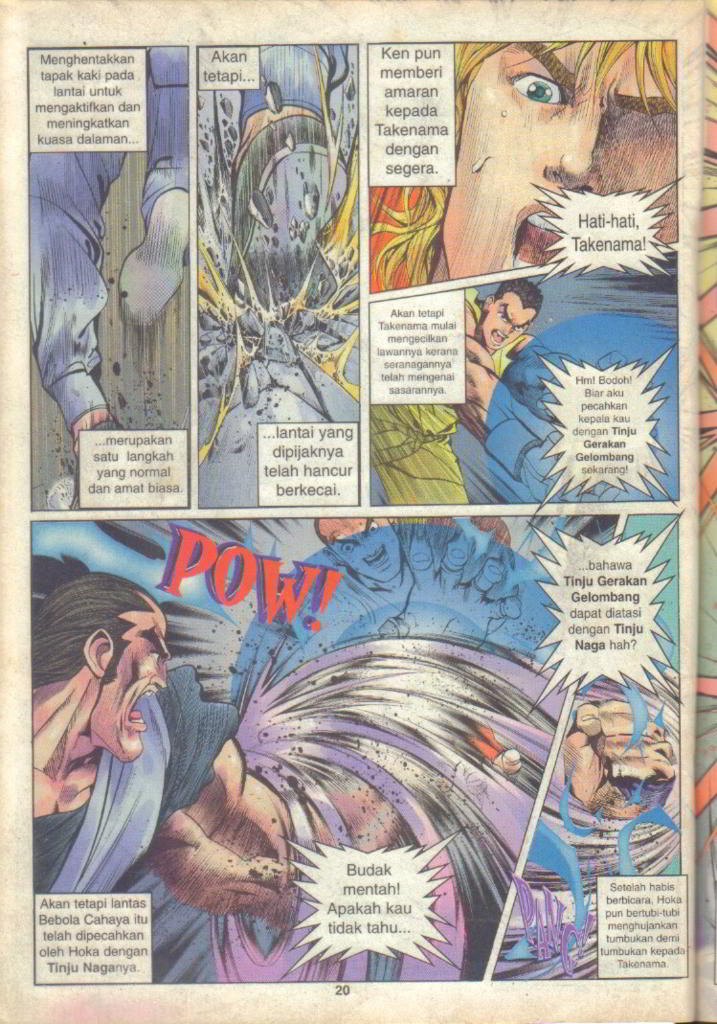 Menghentakkan
tapak kaki pada
lantai untuk
mengaktifkan dan
meningkatkan
kuasa dalaman...
...merupakan
satu langkah
yang normal
dan amat biasa.
Akan
tetapi...
...lantai yang
dipijaknya
telah hancur
berkecai.
Ken pun
memberi
amaran
kepada
Takenama
dengan
segera.
Hati-hati,
Takenama!
Akan tetapi
Takenama mulai
mengecilkan
lawannya kerana
seranagannya
telah mengenai
sasarannya.
Hm! Bodoh!
Biar aku
pecahkan
kepala kau
dengan Tinju
Gerakan
Gelombang
sekarang!
POW!
Akan tetapi lantas
Bebola Cahaya itu
telah dipecahkan
oleh Hoka dengan
Tinju Naganya.
Budak
mentah!
Apakah kau
tidak tahu...
...bahawa
Tinju Gerakan
Gelombang
dapat diatasi
dengan Tinju
Naga hah?
PANG!
Setelah habis
berbicara, Hoka
pun bertubi-tubi
menghujankan
tumbukan demi
tumbukan kepada
Takenama.
20